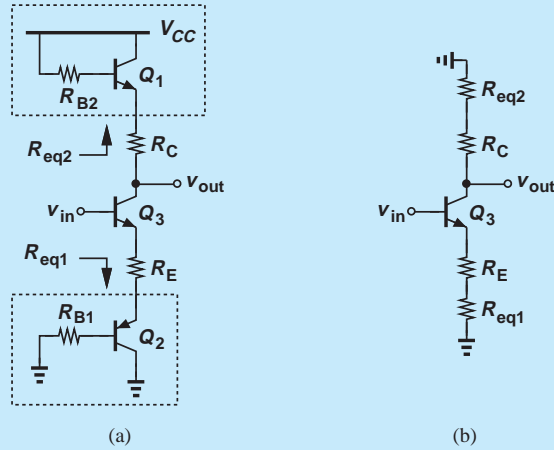 V_CC
Q_1
R_B2
R_eq2
R_C
v_out
v_in
Q_3
R_eq1
R_E
R_B1
Q_2
(a)
R_eq2
R_C
v_out
v_in
Q_3
R_E
R_eq1
(b)